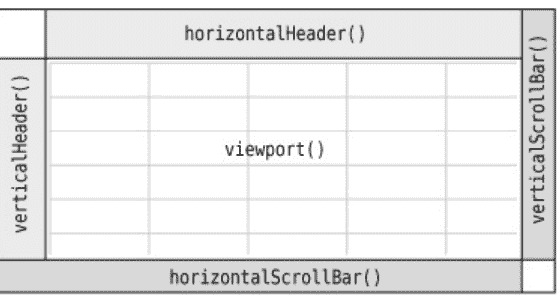 horizontalHeader()
verticalHeader()
viewport()
verticalScrollBar()
horizontalScrollBar()